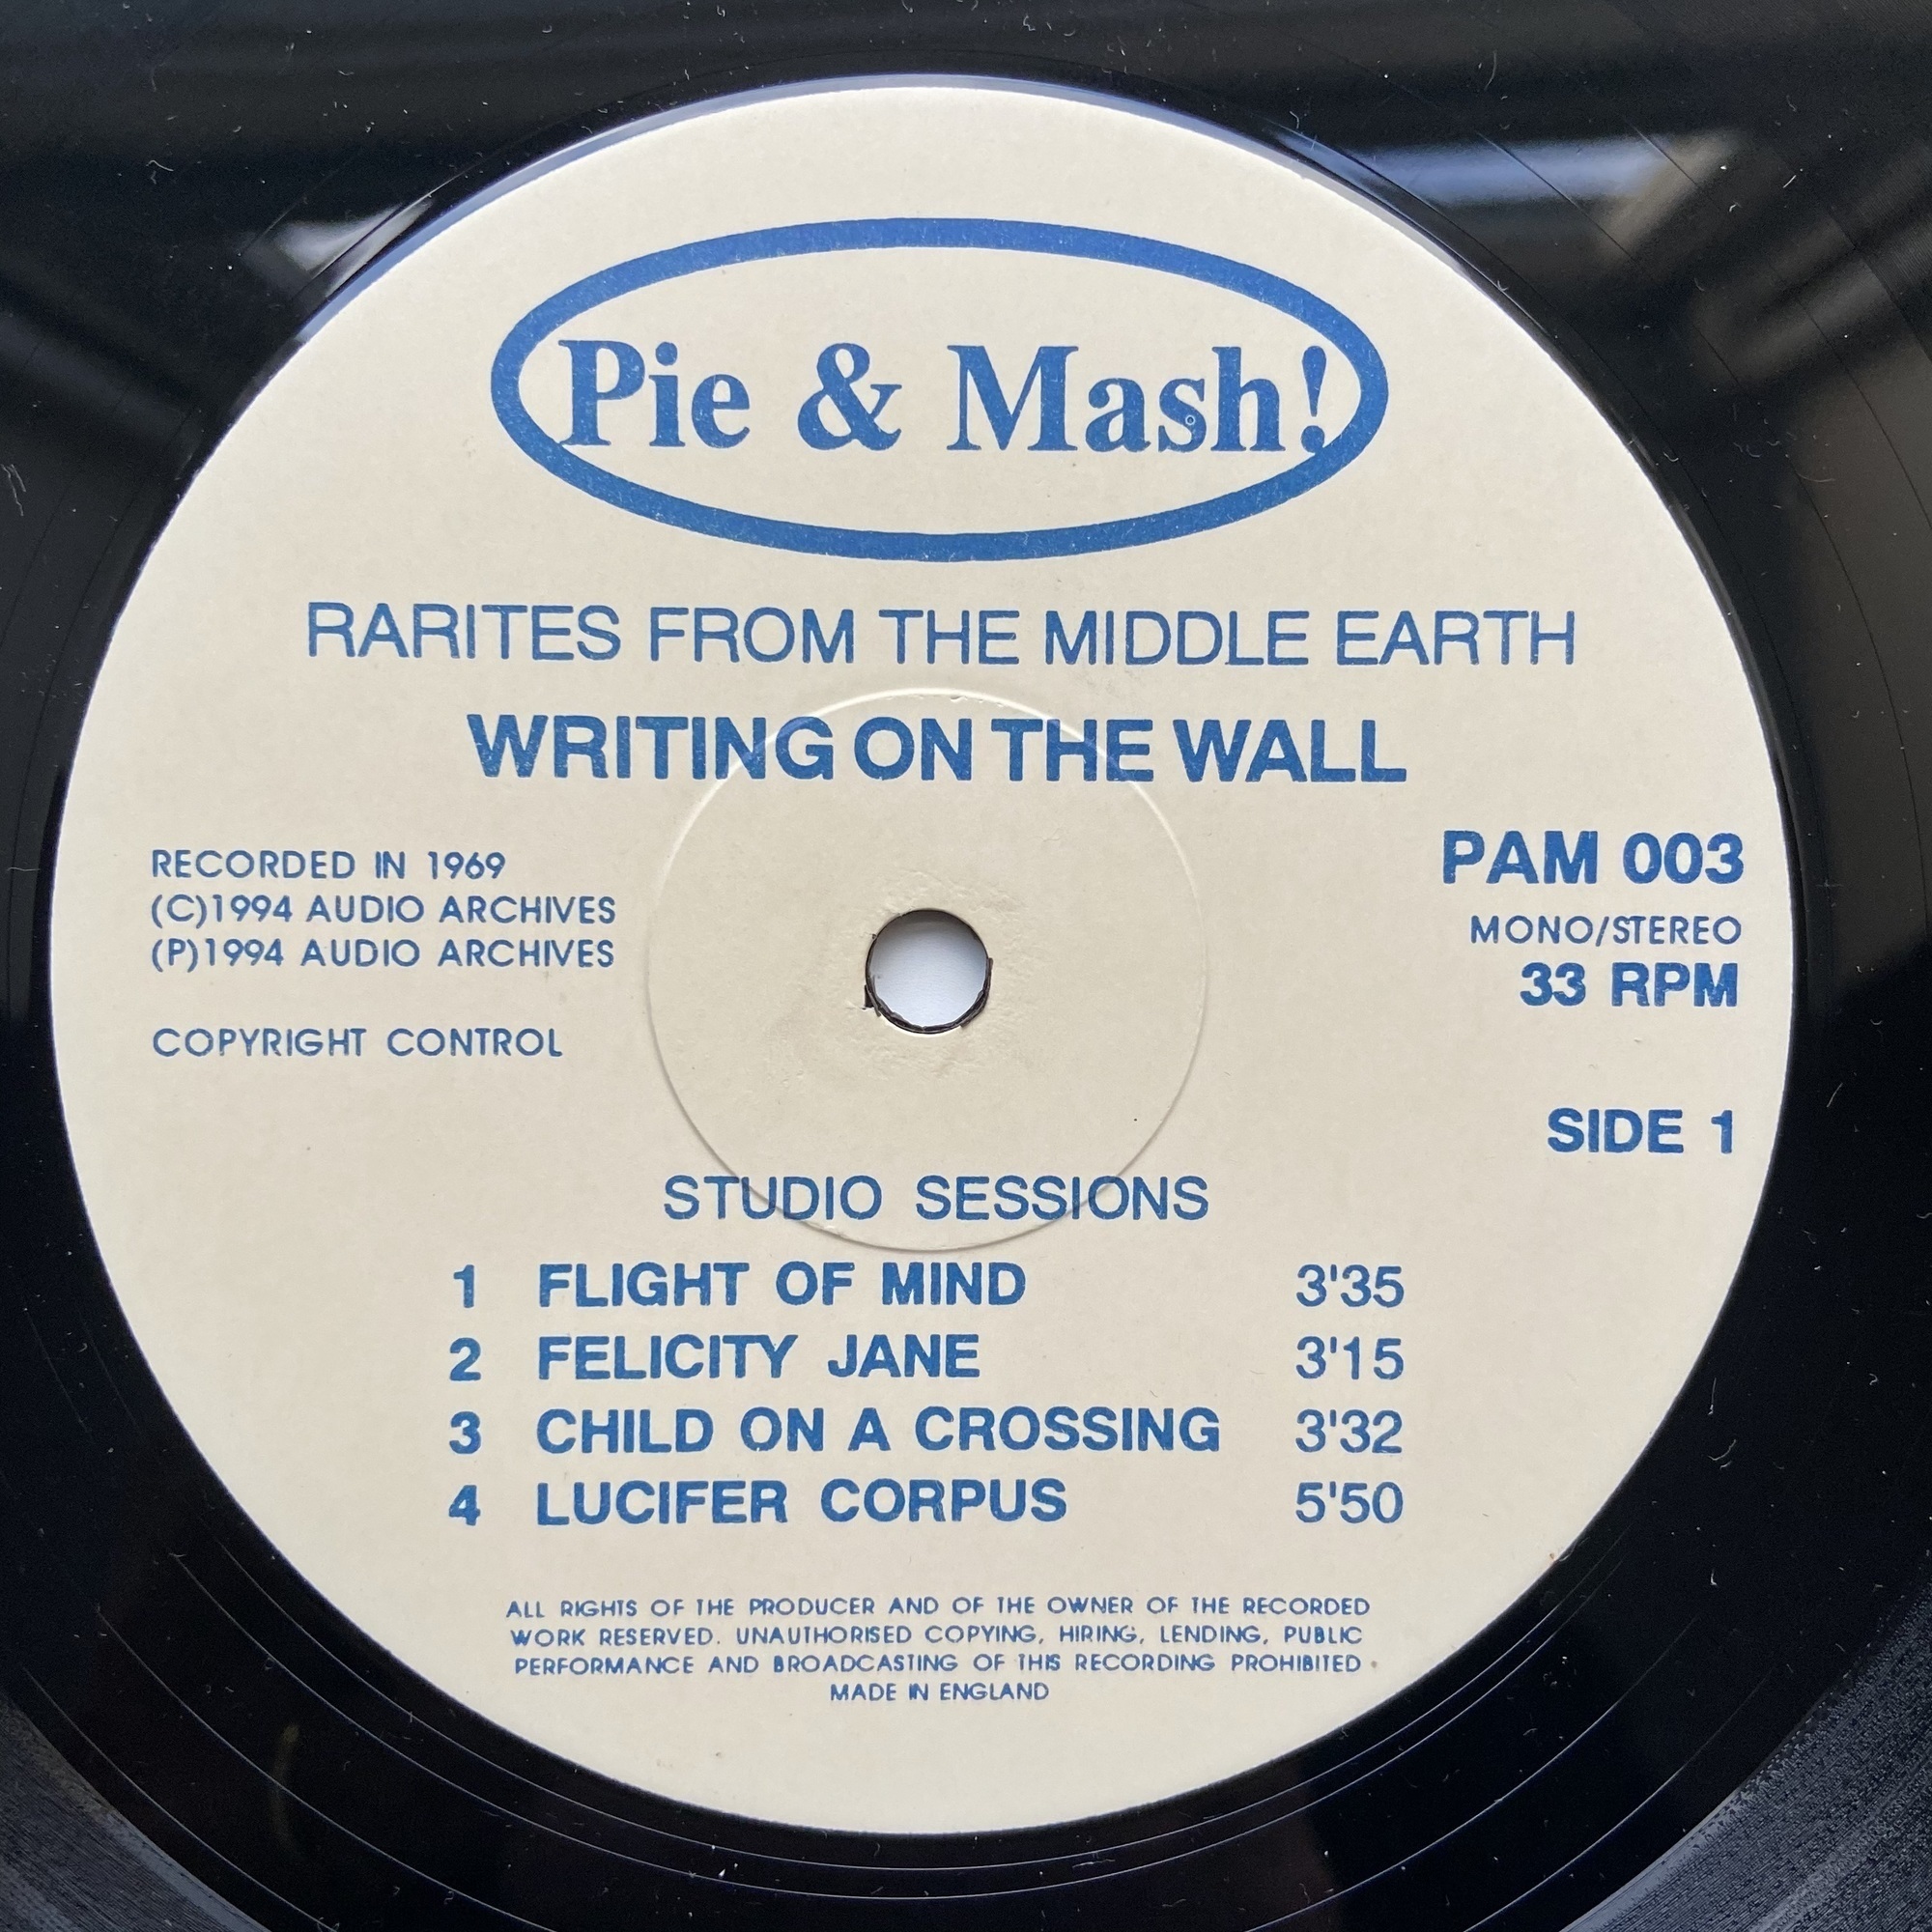 Pie & Mash!
RARITES FROM THE MIDDLE EARTH
WRITING ON THE WALL
RECORDED IN 1969
(C)1994 AUDIO ARCHIVES
(P)1994 AUDIO ARCHIVES
COPYRIGHT CONTROL
PAM 003
MONO/STEREO
33 RPM
SIDE 1
STUDIO SESSIONS
1 FLIGHT OF MIND 3'35
2 FELICITY JANE 3'15
3 CHILD ON A CROSSING 3'32
4 LUCIFER CORPUS 5'50
ALL RIGHTS OF THE PRODUCER AND OF THE OWNER OF THE RECORDED
WORK RESERVED. UNAUTHORISED COPYING, HIRING, LENDING, PUBLIC
PERFORMANCE AND BROADCASTING OF THIS RECORDING PROHIBITED
MADE IN ENGLAND